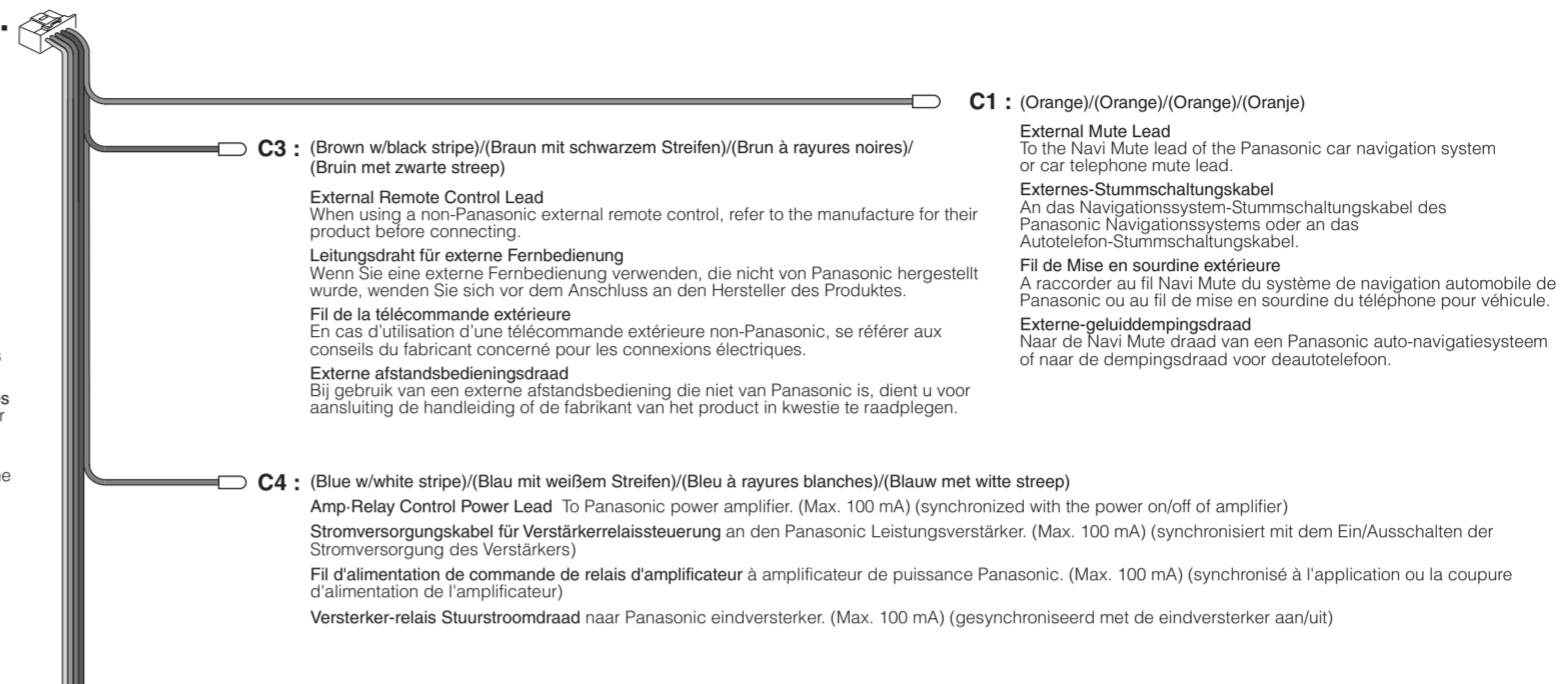 C1 : (Orange)/(Orange)/(Orange)/(Oranje)
External Mute Lead
To the Navi Mute lead of the Panasonic car navigation system
or car telephone mute lead.
Externes-Stummschaltungskabel
An das Navigationssystem-Stummschaltungskabel des
Panasonic Navigationssystems oder an das
Autotelefon-Stummschaltungskabel.
Fil de Mise en sourdine extérieure
A raccorder au fil Navi Mute du système de navigation automobile de
Panasonic ou au fil de mise en sourdine du téléphone pour véhicule.
Externe-geluiddempingsdraad
Naar de Navi Mute draad van een Panasonic auto-navigatiesysteem
of naar de dempingsdraad voor deautotelefoon.
C3 : (Brown w/black stripe)/(Braun mit schwarzem Streifen)/(Brun à rayures noires)/
(Bruin met zwarte streep)
External Remote Control Lead
When using a non-Panasonic external remote control, refer to the manufacture for their
product before connecting.
Leitungsdraht für externe Fernbedienung
Wenn Sie eine externe Fernbedienung verwenden, die nicht von Panasonic hergestellt
wurde, wenden Sie sich vor dem Anschluss an den Hersteller des Produktes.
Fil de la télécommande extérieure
En cas d'utilisation d'une télécommande extérieure non-Panasonic, se référer aux
conseils du fabricant concerné pour les connexions électriques.
Externe afstandsbedieningsdraad
Bij gebruik van een externe afstandsbediening die niet van Panasonic is, dient u voor
aansluiting de handleiding of de fabrikant van het product in kwestie te raadplegen.
C4 : (Blue w/white stripe)/(Blau mit weißem Streifen)/(Bleu à rayures blanches)/(Blauw met witte streep)
Amp·Relay Control Power Lead To Panasonic power amplifier. (Max. 100 mA) (synchronized with the power on/off of amplifier)
Stromversorgungskabel für Verstärkerrelaissteuerung an den Panasonic Leistungsverstärker. (Max. 100 mA) (synchronisiert mit dem Ein/Ausschalten der
Stromversorgung des Verstärkers)
Fil d'alimentation de commande de relais d'amplificateur à amplificateur de puissance Panasonic. (Max. 100 mA) (synchronisé à l'application ou la coupure
d'alimentation de l'amplificateur)
Versterker-relais Stuurstroomdraad naar Panasonic eindversterker. (Max. 100 mA) (gesynchroniseerd met de eindversterker aan/uit)